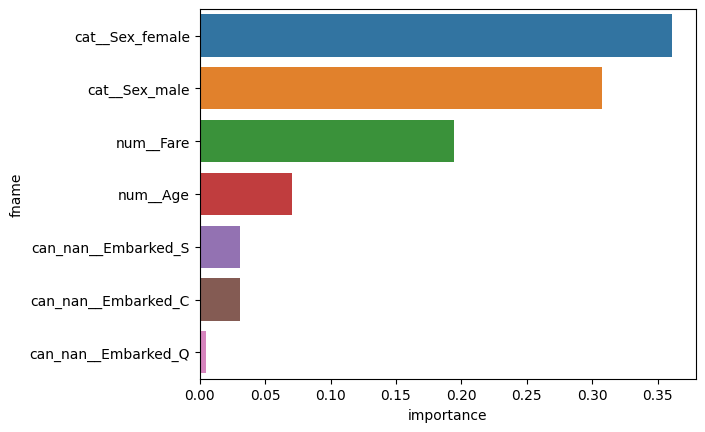 cat__Sex_female
cat__Sex_male
num__Fare
num__Age
can_nan__Embarked_S
can_nan__Embarked_C
can_nan__Embarked_Q
fname
0.00 0.05 0.10 0.15 0.20 0.25 0.30 0.35
importance